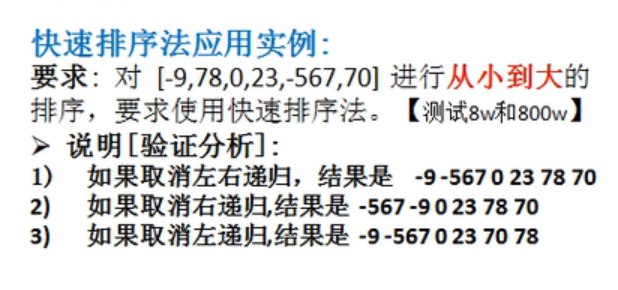 快速排序法应用实例:
要求: 对 [-9,78,0,23,-567,70] 进行从小到大的
排序，要求使用快速排序法。【测试8w和800w】
➢ 说明[验证分析]:
1) 如果取消左右递归，结果是 -9 -567 0 23 78 70
2) 如果取消右递归,结果是 -567 -9 0 23 78 70
3) 如果取消左递归,结果是 -9 -567 0 23 70 78